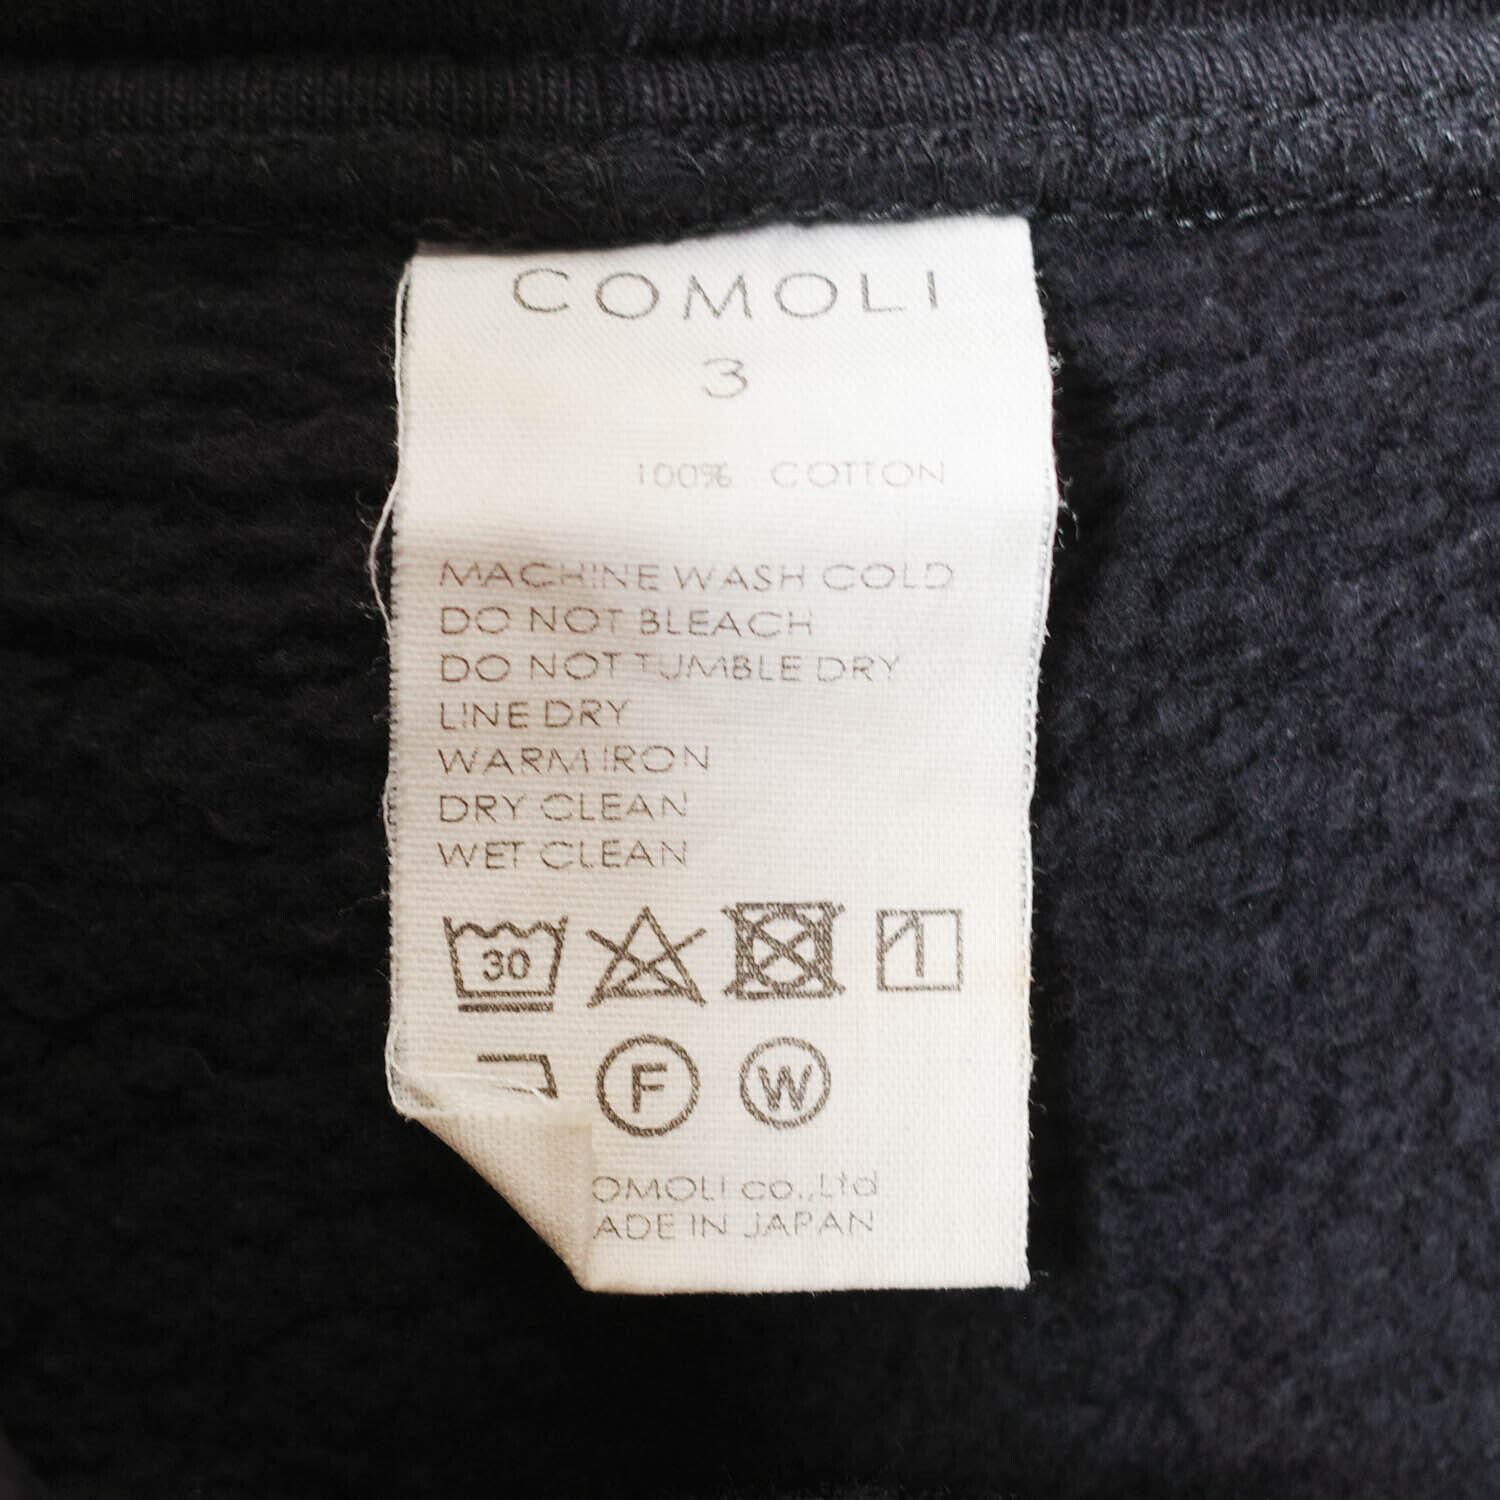 COMOLI
3
100% COTTON
MACHINE WASH COLD
DO NOT BLEACH
DO NOT TUMBLE DRY
LINE DRY
WARM IRON
DRY CLEAN
WET CLEAN
30
F W
OMOLI co.,Ltd
ADE IN JAPAN